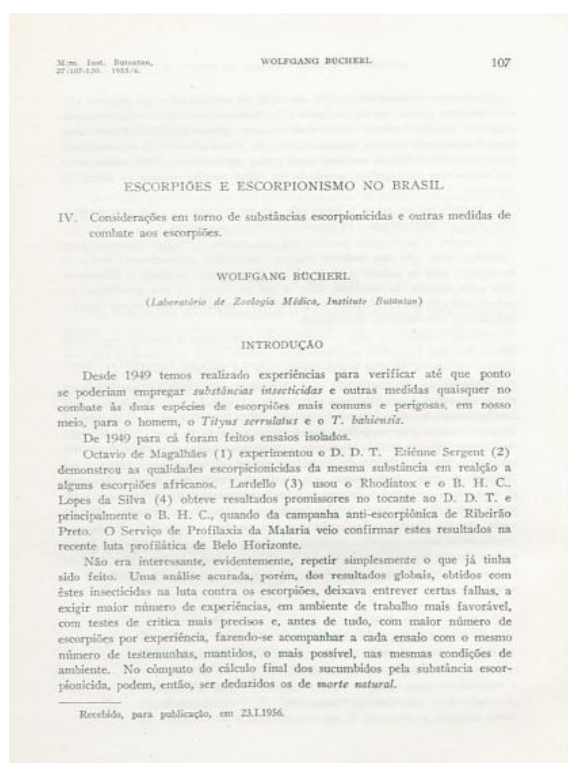 Mem. Inst. Butantan,
27:107-120. 1955/6.
WOLFGANG BÜCHERL
107
ESCORPIÕES E ESCORPIONISMO NO BRASIL
IV. Considerações em torno de substâncias escorpionicidas e outras medidas de
combate aos escorpiões.
WOLFGANG BÜCHERL
(Laboratório de Zoologia Médica, Instituto Butantan)
INTRODUÇÃO
Desde 1949 temos realizado experiências para verificar até que ponto
se poderiam empregar substâncias insecticidas e outras medidas quaisquer no
combate às duas espécies de escorpiões mais comuns e perigosas, em nosso
meio, para o homem, o Tityus serrulatus e o T. bahiensis.
De 1949 para cá foram feitos ensaios isolados.
Octavio de Magalhães (1) experimentou o D. D. T. Etiénne Sergent (2)
demonstrou as qualidades escorpicionicidas da mesma substância em realção a
alguns escorpiões africanos. Lordello (3) usou o Rhodiatox e o B. H. C.,
Lopes da Silva (4) obteve resultados promissores no tocante ao D. D. T. e
principalmente o B. H. C., quando da campanha anti-escorpiônica de Ribeirão
Preto. O Serviço de Profilaxia da Malaria veio confirmar estes resultados na
recente luta profilática de Belo Horizonte.
Não era interessante, evidentemente, repetir simplesmente o que já tinha
sido feito. Uma análise acurada, porém, dos resultados globais, obtidos com
êstes insecticidas na luta contra os escorpiões, deixava entrever certas falhas, a
exigir maior número de experiências, em ambiente de trabalho mais favorável,
com testes de crítica mais precisos e, antes de tudo, com maior número de
escorpiões por experiência, fazendo-se acompanhar a cada ensaio com o mesmo
número de testemunhas, mantidos, o mais possível, nas mesmas condições de
ambiente. No cômputo do cálculo final dos sucumbidos pela substância escor-
pionicida, podem, então, ser deduzidos os de morte natural.
Recebido, para publicação, em 23.I.1956.